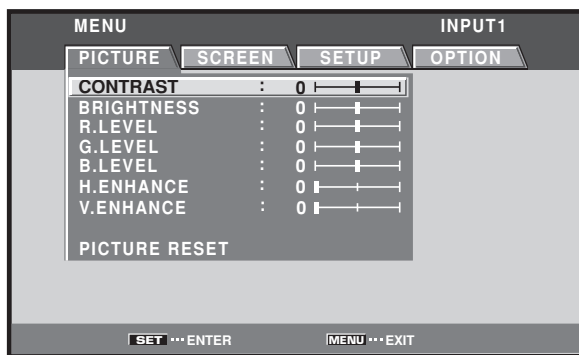 MENU INPUT1
PICTURE SCREEN SETUP OPTION
CONTRAST : 0
BRIGHTNESS : 0
R.LEVEL : 0
G.LEVEL : 0
B.LEVEL : 0
H.ENHANCE : 0
V.ENHANCE : 0
PICTURE RESET
SET ··· ENTER MENU ··· EXIT